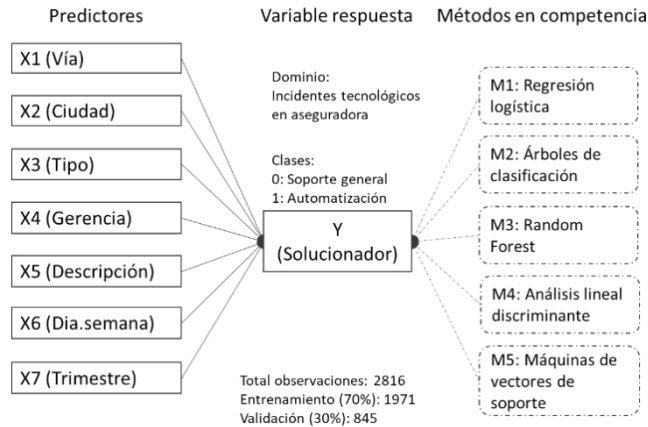 Predictores
X1 (Vía)
X2 (Ciudad)
X3 (Tipo)
X4 (Gerencia)
X5 (Descripción)
X6 (Dia.semana)
X7 (Trimestre)
Variable respuesta
Dominio:
Incidentes tecnológicos
en aseguradora
Clases:
0: Soporte general
1: Automatización
Y
(Solucionador)
Total observaciones: 2816
Entrenamiento (70%): 1971
Validación (30%): 845
Métodos en competencia
M1: Regresión
logística
M2: Árboles de
clasificación
M3: Random
Forest
M4: Análisis lineal
discriminante
M5: Máquinas de
vectores de
soporte